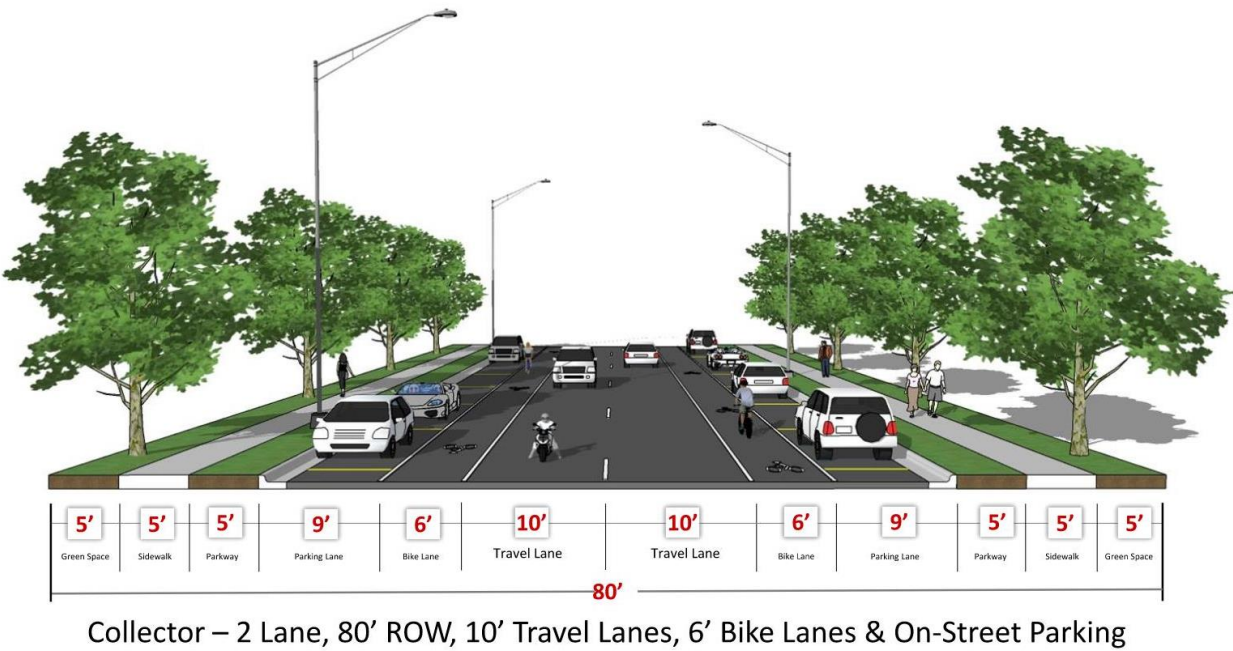 5’ 5’ 5’ 9’ 6’ 10’ 10’ 6’ 9’ 5’ 5’ 5’
Green Space Sidewalk Parkway Parking Lane Bike Lane Travel Lane Travel Lane Bike Lane Parking Lane Parkway Sidewalk Green Space
80’
Collector – 2 Lane, 80’ ROW, 10’ Travel Lanes, 6’ Bike Lanes & On-Street Parking